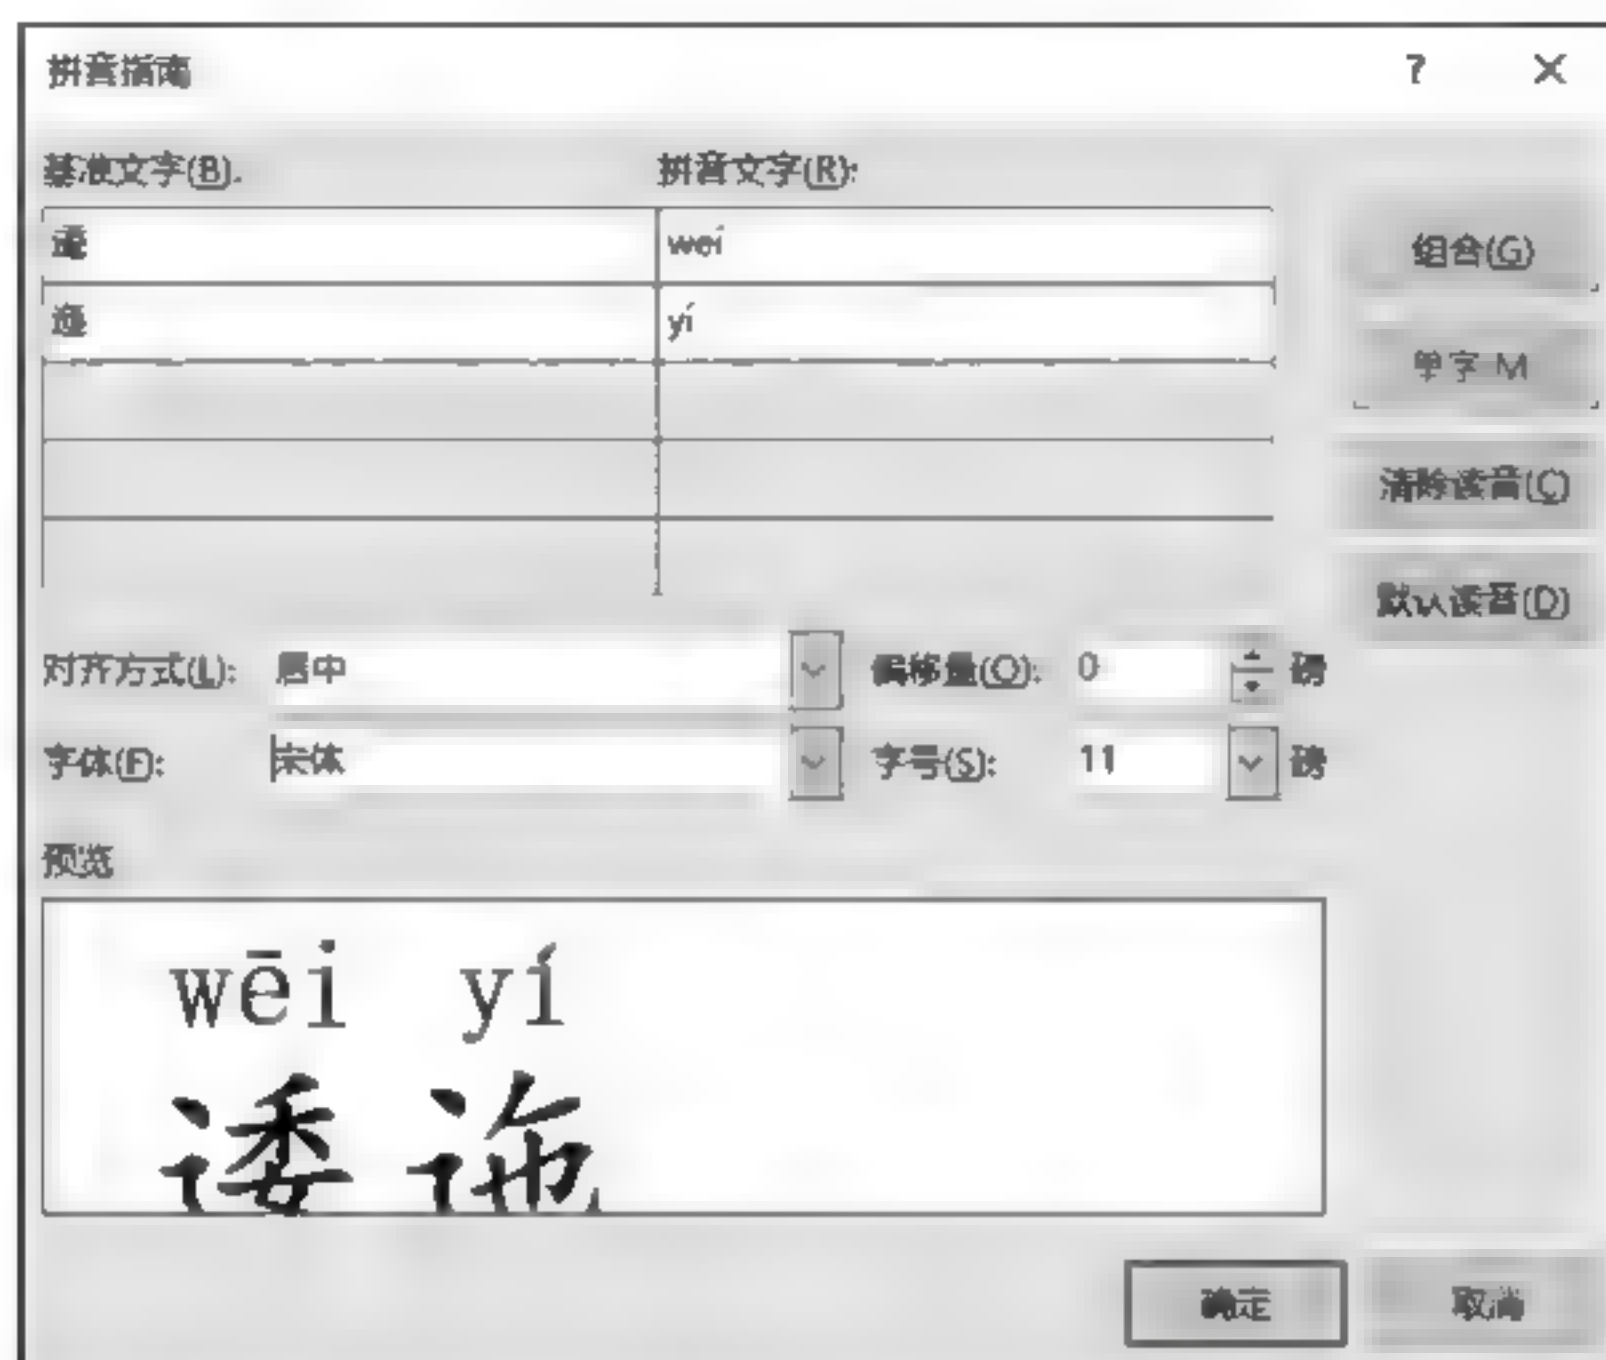 拼音指南 ? ×
基准文字(B): 拼音文字(R):
逶 wēi
迤 yí
组合(G)
单字 M
清除读音(C)
默认读音(D)
对齐方式(L): 居中 偏移量(O): 0 磅
字体(F): 宋体 字号(S): 11 磅
预览
wēi yí
逶迤
确定 取消